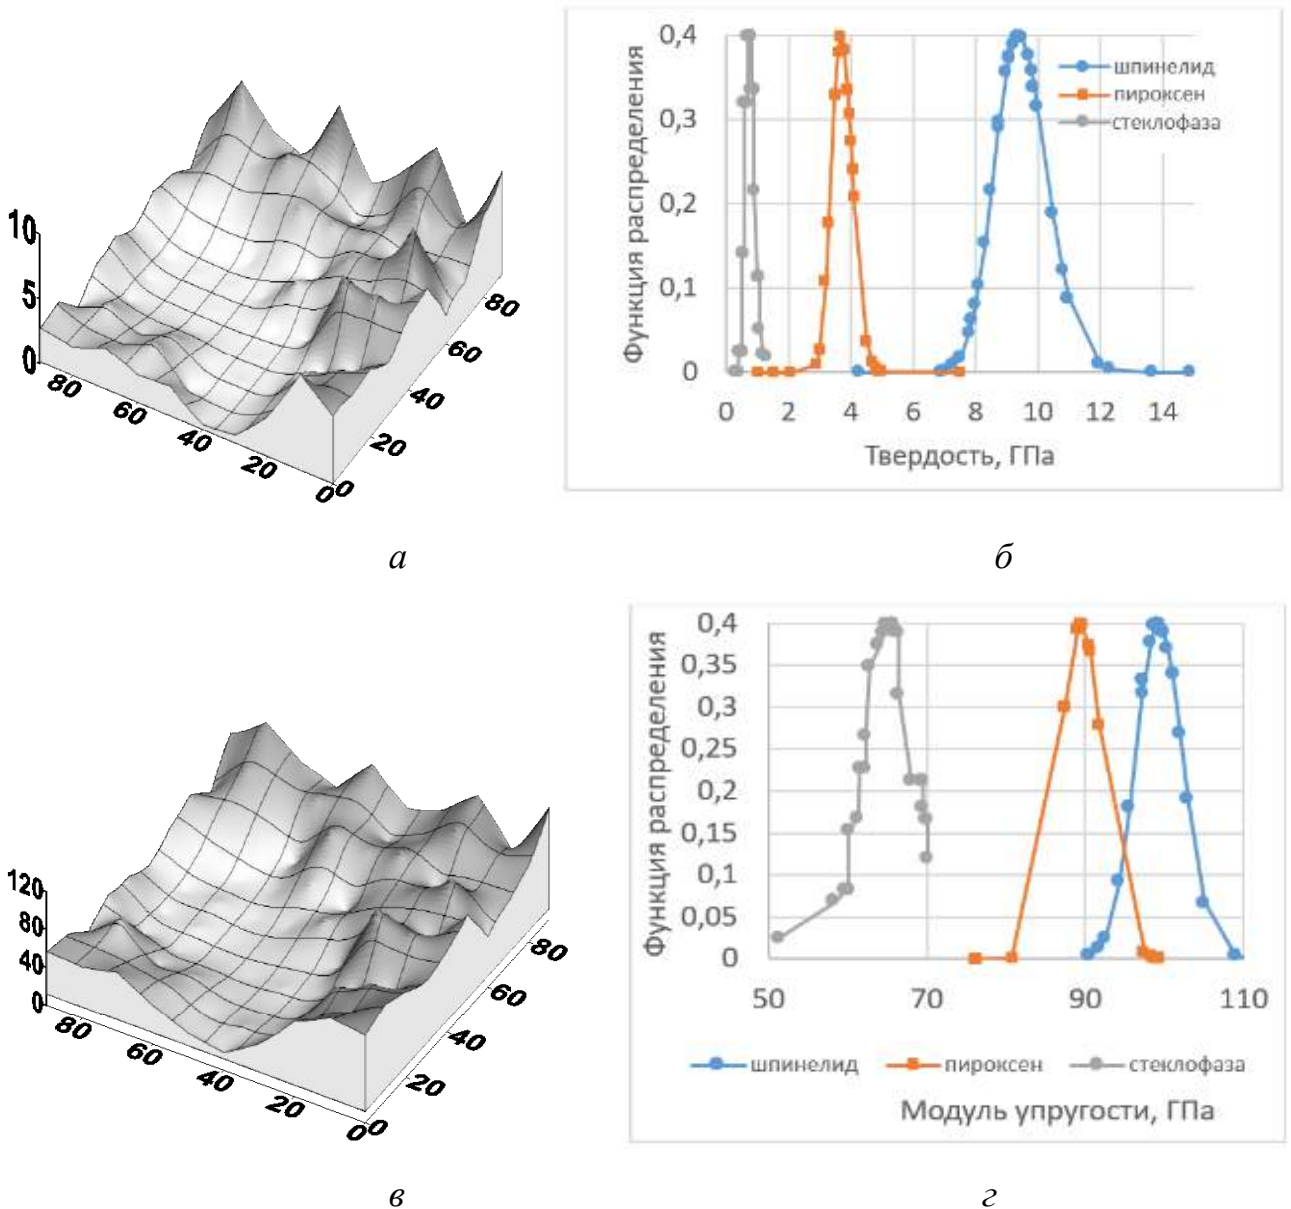 10
5
0
80
60
40
20
0
0
20
40
60
80
а
Функция распределения
0,4
0,3
0,2
0,1
0
0 2 4 6 8 10 12 14
Твердость, ГПа
шпинелид
пироксен
стеклофаза
б
120
80
40
0
80
60
40
20
0
0
20
40
60
80
в
Функция распределения
0,4
0,35
0,3
0,25
0,2
0,15
0,1
0,05
0
50 70 90 110
шпинелид пироксен стеклофаза
Модуль упругости, ГПа
г